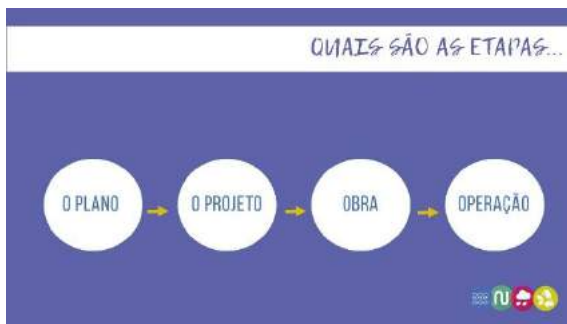 QUAIS SÃO AS ETAPAS...
O PLANO
O PROJETO
OBRA
OPERAÇÃO